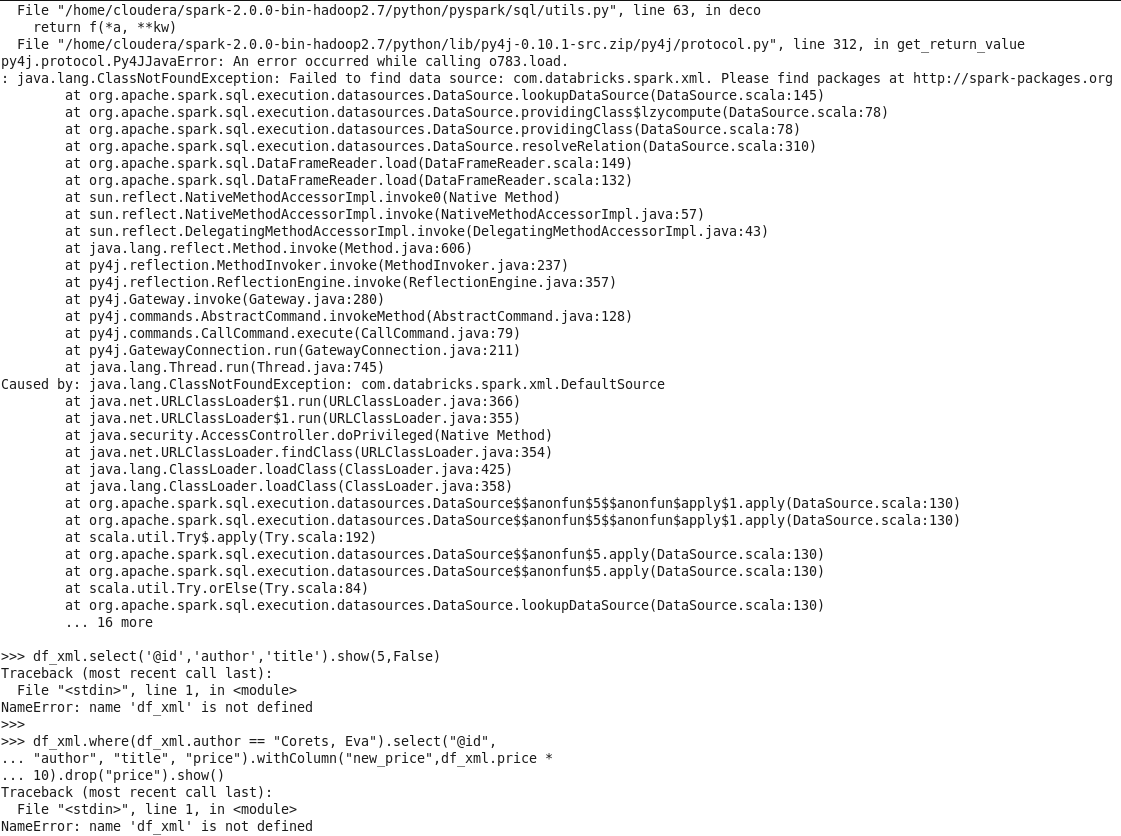 File "/home/cloudera/spark-2.0.0-bin-hadoop2.7/python/pyspark/sql/utils.py", line 63, in deco
    return f(*a, **kw)
  File "/home/cloudera/spark-2.0.0-bin-hadoop2.7/python/lib/py4j-0.10.1-src.zip/py4j/protocol.py", line 312, in get_return_value
py4j.protocol.Py4JJavaError: An error occurred while calling o783.load.
: java.lang.ClassNotFoundException: Failed to find data source: com.databricks.spark.xml. Please find packages at http://spark-packages.org
        at org.apache.spark.sql.execution.datasources.DataSource.lookupDataSource(DataSource.scala:145)
        at org.apache.spark.sql.execution.datasources.DataSource.providingClass$lzycompute(DataSource.scala:78)
        at org.apache.spark.sql.execution.datasources.DataSource.providingClass(DataSource.scala:78)
        at org.apache.spark.sql.execution.datasources.DataSource.resolveRelation(DataSource.scala:310)
        at org.apache.spark.sql.DataFrameReader.load(DataFrameReader.scala:149)
        at org.apache.spark.sql.DataFrameReader.load(DataFrameReader.scala:132)
        at sun.reflect.NativeMethodAccessorImpl.invoke0(Native Method)
        at sun.reflect.NativeMethodAccessorImpl.invoke(NativeMethodAccessorImpl.java:57)
        at sun.reflect.DelegatingMethodAccessorImpl.invoke(DelegatingMethodAccessorImpl.java:43)
        at java.lang.reflect.Method.invoke(Method.java:606)
        at py4j.reflection.MethodInvoker.invoke(MethodInvoker.java:237)
        at py4j.reflection.ReflectionEngine.invoke(ReflectionEngine.java:357)
        at py4j.Gateway.invoke(Gateway.java:280)
        at py4j.commands.AbstractCommand.invokeMethod(AbstractCommand.java:128)
        at py4j.commands.CallCommand.execute(CallCommand.java:79)
        at py4j.GatewayConnection.run(GatewayConnection.java:211)
        at java.lang.Thread.run(Thread.java:745)
Caused by: java.lang.ClassNotFoundException: com.databricks.spark.xml.DefaultSource
        at java.net.URLClassLoader$1.run(URLClassLoader.java:366)
        at java.net.URLClassLoader$1.run(URLClassLoader.java:355)
        at java.security.AccessController.doPrivileged(Native Method)
        at java.net.URLClassLoader.findClass(URLClassLoader.java:354)
        at java.lang.ClassLoader.loadClass(ClassLoader.java:425)
        at java.lang.ClassLoader.loadClass(ClassLoader.java:358)
        at org.apache.spark.sql.execution.datasources.DataSource$$anonfun$5$$anonfun$apply$1.apply(DataSource.scala:130)
        at org.apache.spark.sql.execution.datasources.DataSource$$anonfun$5$$anonfun$apply$1.apply(DataSource.scala:130)
        at scala.util.Try$.apply(Try.scala:192)
        at org.apache.spark.sql.execution.datasources.DataSource$$anonfun$5.apply(DataSource.scala:130)
        at org.apache.spark.sql.execution.datasources.DataSource$$anonfun$5.apply(DataSource.scala:130)
        at scala.util.Try.orElse(Try.scala:84)
        at org.apache.spark.sql.execution.datasources.DataSource.lookupDataSource(DataSource.scala:130)
        ... 16 more

>>> df_xml.select('@id','author','title').show(5,False)
Traceback (most recent call last):
  File "<stdin>", line 1, in <module>
NameError: name 'df_xml' is not defined
>>>
>>> df_xml.where(df_xml.author == "Corets, Eva").select("@id",
... "author", "title", "price").withColumn("new_price",df_xml.price *
... 10).drop("price").show()
Traceback (most recent call last):
  File "<stdin>", line 1, in <module>
NameError: name 'df_xml' is not defined